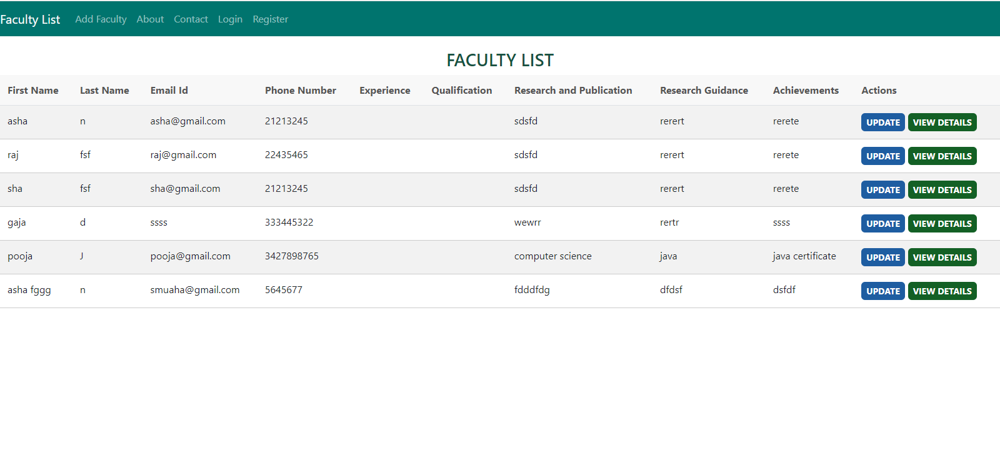 Faculty List Add Faculty About Contact Login Register
FACULTY LIST
First Name Last Name Email Id Phone Number Experience Qualification Research and Publication Research Guidance Achievements Actions
asha n asha@gmail.com 21213245 sdsfd rerert rerete UPDATE VIEW DETAILS
raj fsf raj@gmail.com 22435465 sdsfd rerert rerete UPDATE VIEW DETAILS
sha fsf sha@gmail.com 21213245 sdsfd rerert rerete UPDATE VIEW DETAILS
gaja d ssss 333445322 wewrr rertr ssss UPDATE VIEW DETAILS
pooja J pooja@gmail.com 3427898765 computer science java java certificate UPDATE VIEW DETAILS
asha fggg n smuaha@gmail.com 5645677 fdddfdg dfdsf dsfdf UPDATE VIEW DETAILS